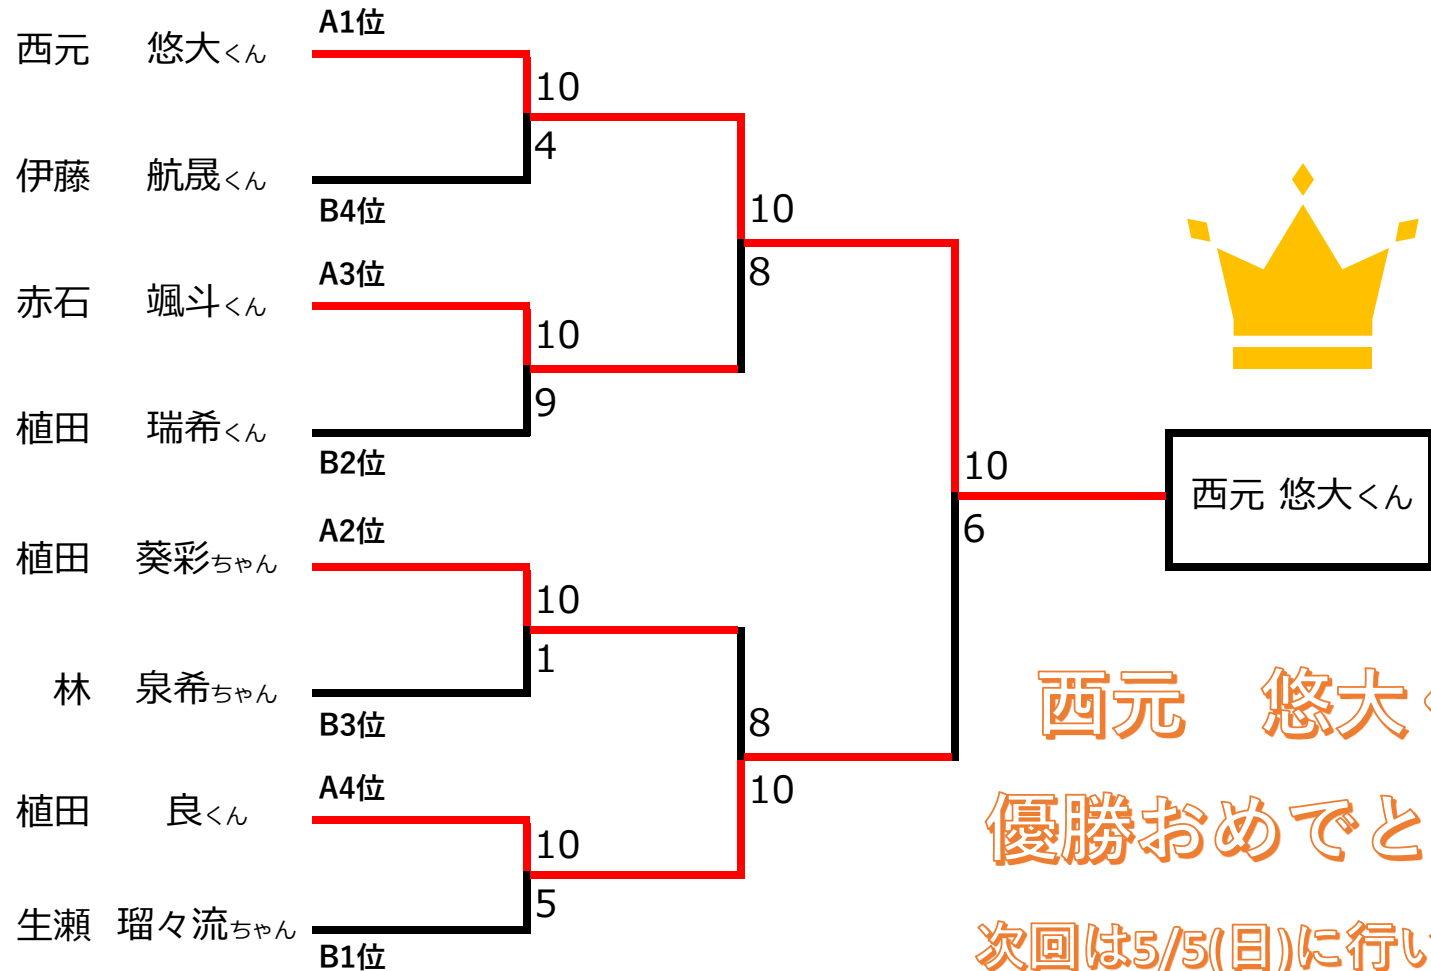 A1位
西元 悠大くん
10
4
伊藤 航晟くん
B4位
10
8
A3位
赤石 颯斗くん
10
9
植田 瑞希くん
B2位
10
6
西元 悠大くん
A2位
植田 葵彩ちゃん
10
1
林 泉希ちゃん
B3位
8
10
A4位
植田 良くん
10
5
生瀬 瑠々流ちゃん
B1位
西元 悠大く
優勝おめでと
次回は5/5(日)に行い